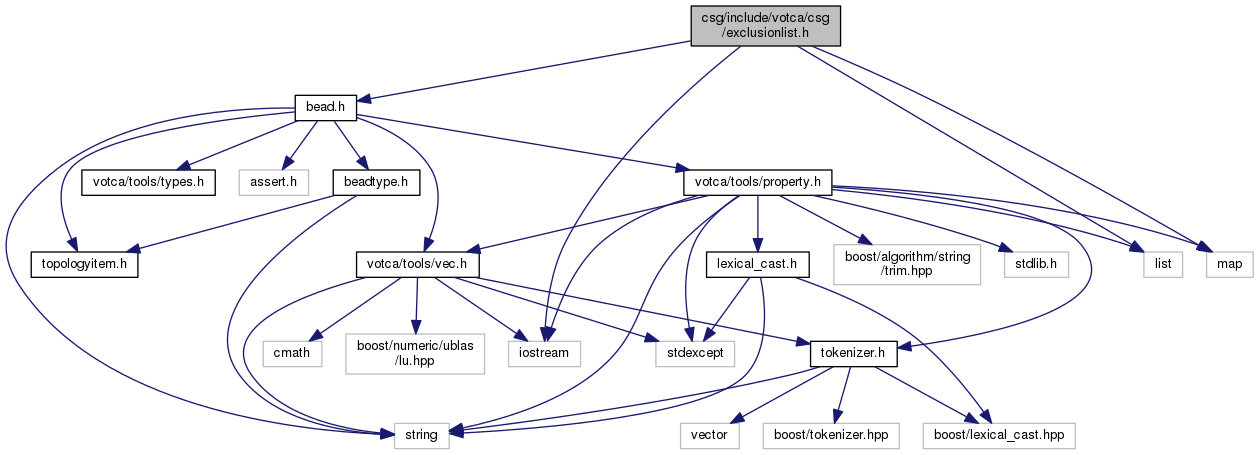 csg/include/votca/csg
/exclusionlist.h
bead.h
votca/tools/types.h
assert.h
beadtype.h
votca/tools/property.h
topologyitem.h
votca/tools/vec.h
lexical_cast.h
boost/algorithm/string
/trim.hpp
stdlib.h
list
map
cmath
boost/numeric/ublas
/lu.hpp
iostream
stdexcept
tokenizer.h
string
vector
boost/tokenizer.hpp
boost/lexical_cast.hpp